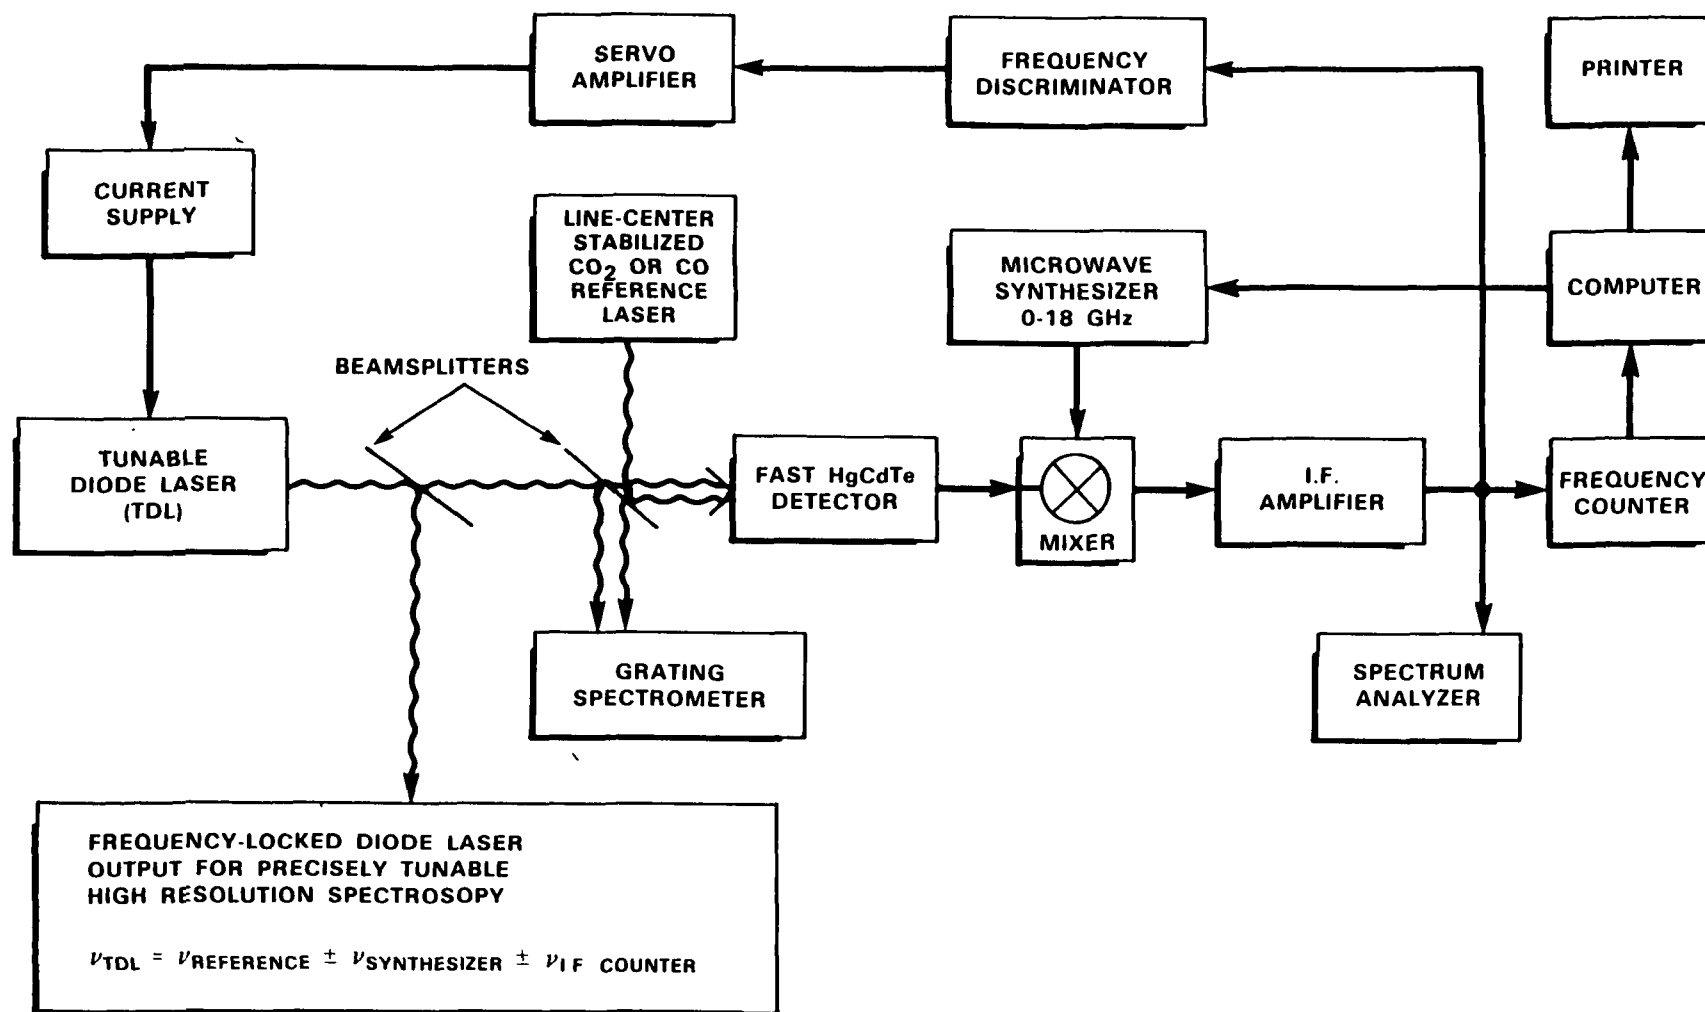 SERVO
AMPLIFIER
FREQUENCY
DISCRIMINATOR
PRINTER
CURRENT
SUPPLY
LINE-CENTER
STABILIZED
CO2 OR CO
REFERENCE
LASER
MICROWAVE
SYNTHESIZER
0-18 GHz
COMPUTER
BEAMSPLITTERS
TUNABLE
DIODE LASER
(TDL)
FAST HgCdTe
DETECTOR
MIXER
I.F.
AMPLIFIER
FREQUENCY
COUNTER
GRATING
SPECTROMETER
SPECTRUM
ANALYZER
FREQUENCY-LOCKED DIODE LASER
OUTPUT FOR PRECISELY TUNABLE
HIGH RESOLUTION SPECTROSOPY
νTDL = νREFERENCE ± νSYNTHESIZER ± νI F COUNTER